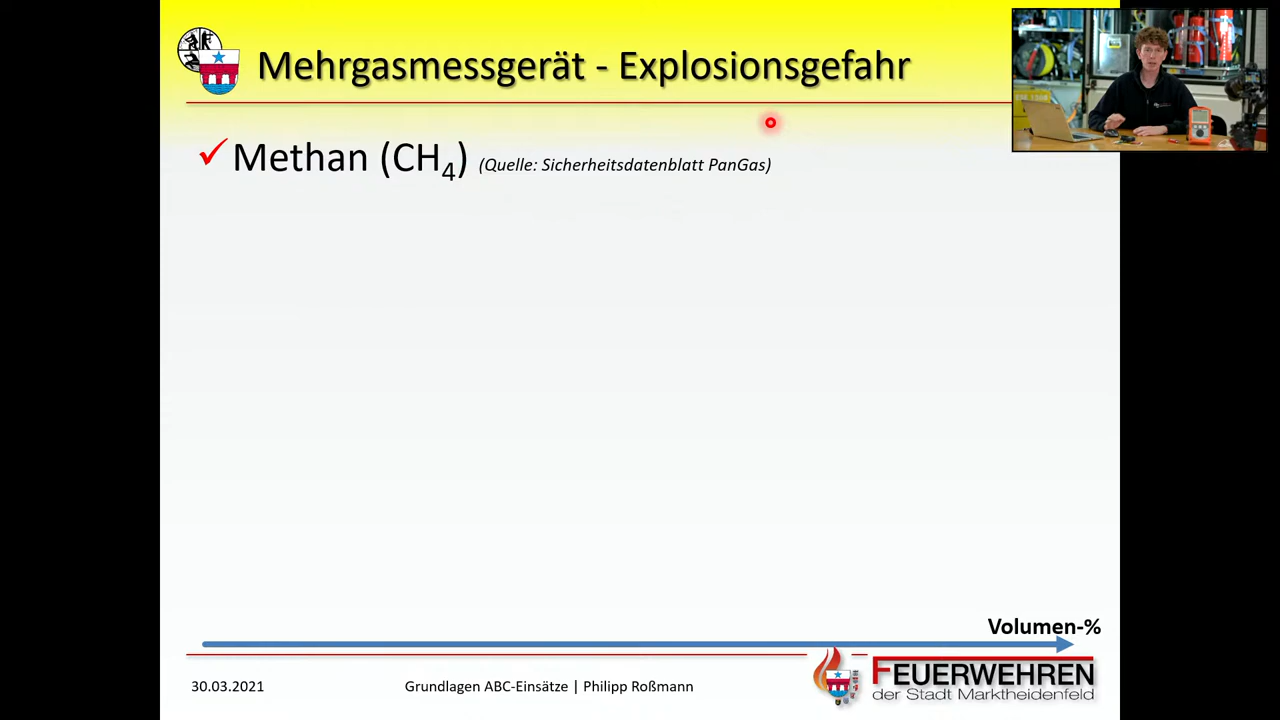 Mehrgasmessgerät - Explosionsgefahr
✓ Methan (CH₄) (Quelle: Sicherheitsdatenblatt PanGas)
Volumen-%
30.03.2021
Grundlagen ABC-Einsätze | Philipp Roßmann
FEUERWEHREN
der Stadt Marktheidenfeld